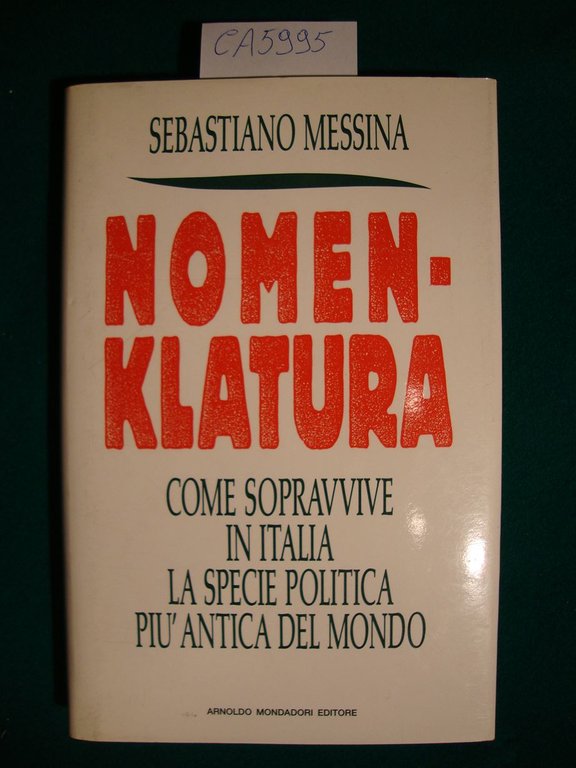 CA5995
SEBASTIANO MESSINA
NOMEN-
KLATURA
COME SOPRAVVIVE
IN ITALIA
LA SPECIE POLITICA
PIU' ANTICA DEL MONDO
ARNOLDO MONDADORI EDITORE